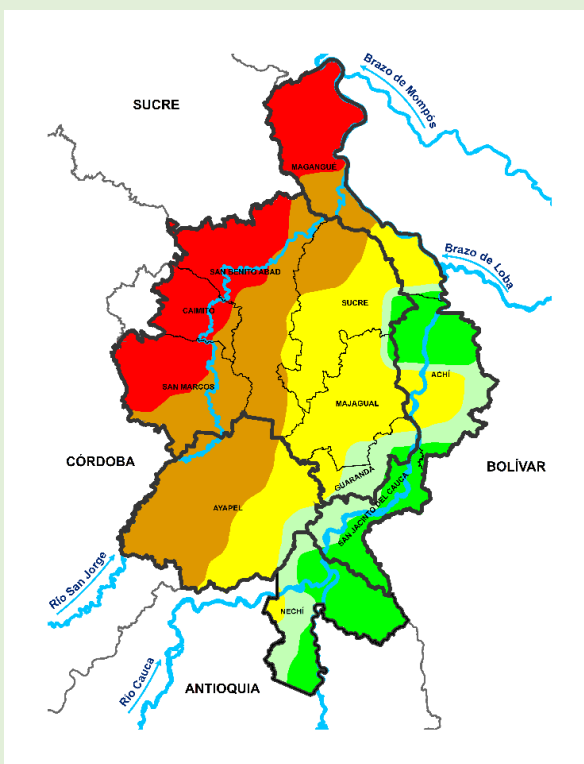 Brazo de Mompós
SUCRE
MAGANGUÉ
SAN BENITO ABAD
Brazo de Loba
CAIMITO
SUCRE
ACHÍ
SAN MARCOS
MAJAGUAL
CÓRDOBA
BOLÍVAR
GUARANDA
AYAPEL
SAN JACINTO DEL CAUCA
Río San Jorge
NECHÍ
Río Cauca
ANTIOQUIA